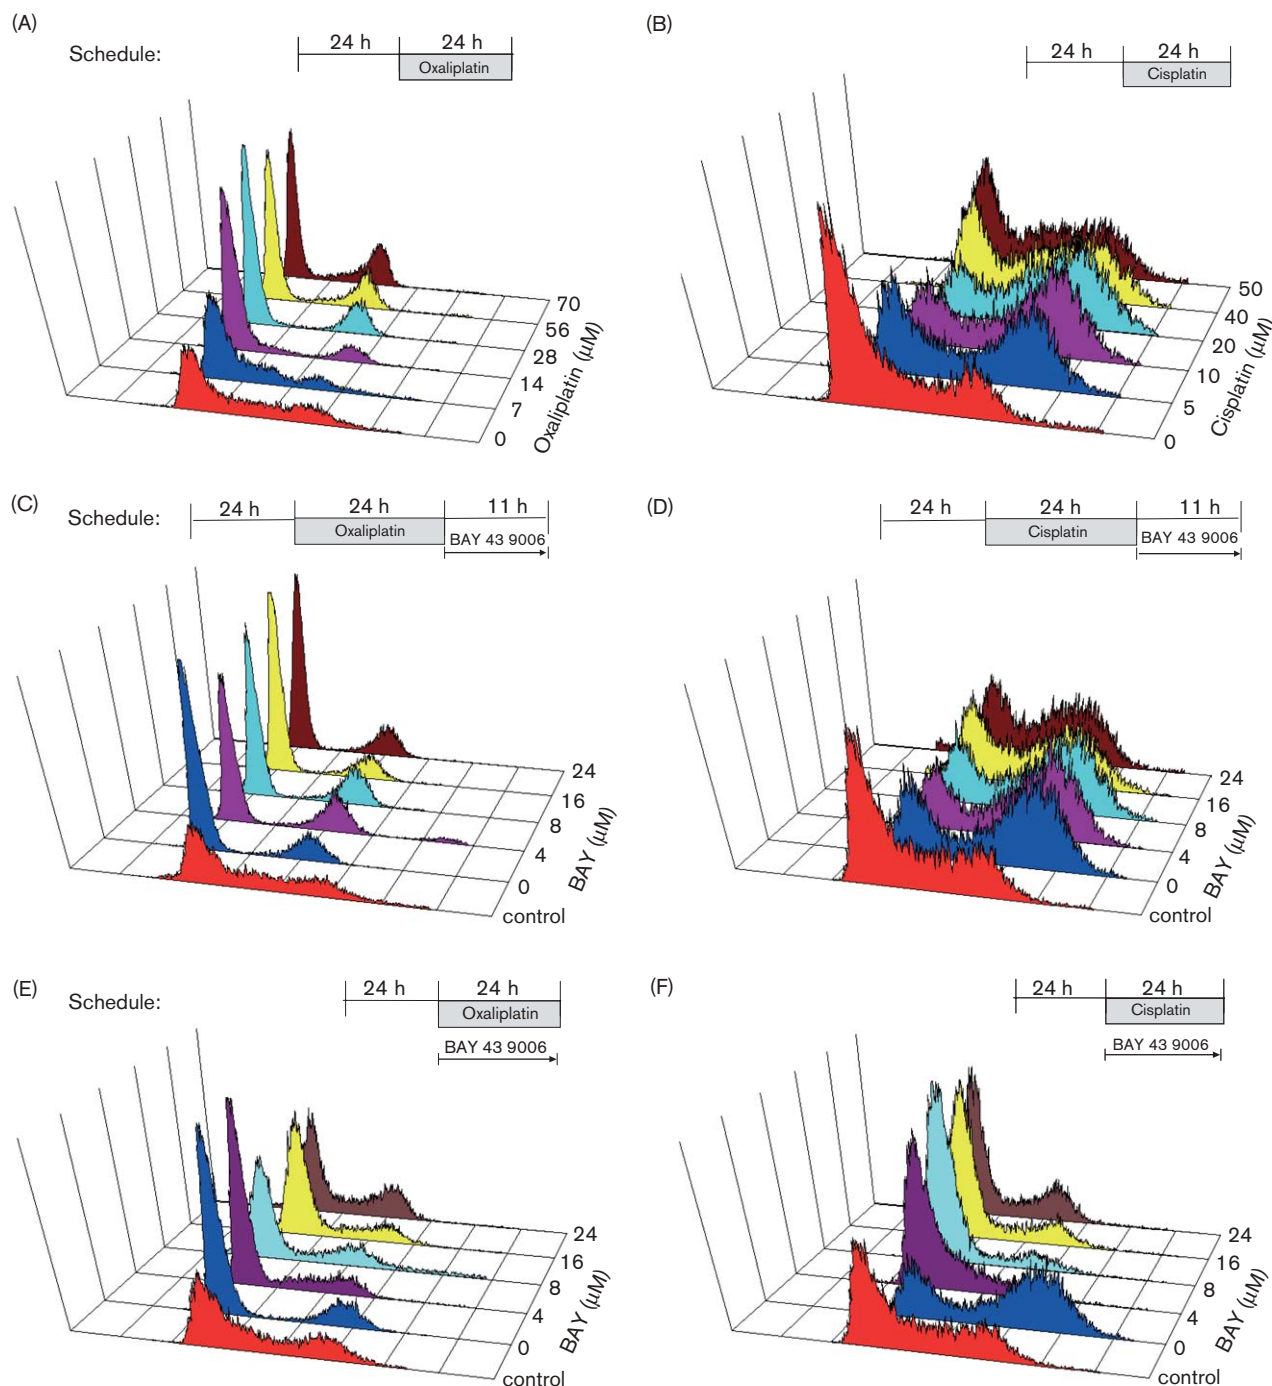 (A)
Schedule:
24 h 24 h
Oxaliplatin
70
56
28
14
7
0
Oxaliplatin (μM)
(B)
24 h 24 h
Cisplatin
50
40
20
10
5
0
Cisplatin (μM)
(C)
Schedule:
24 h 24 h 11 h
Oxaliplatin
BAY 43 9006
24
16
8
4
0
control
BAY (μM)
(D)
24 h 24 h 11 h
Cisplatin
BAY 43 9006
24
16
8
4
0
control
BAY (μM)
(E)
Schedule:
24 h 24 h
Oxaliplatin
BAY 43 9006
24
16
8
4
0
control
BAY (μM)
(F)
24 h 24 h
Cisplatin
BAY 43 9006
24
16
8
4
0
control
BAY (μM)